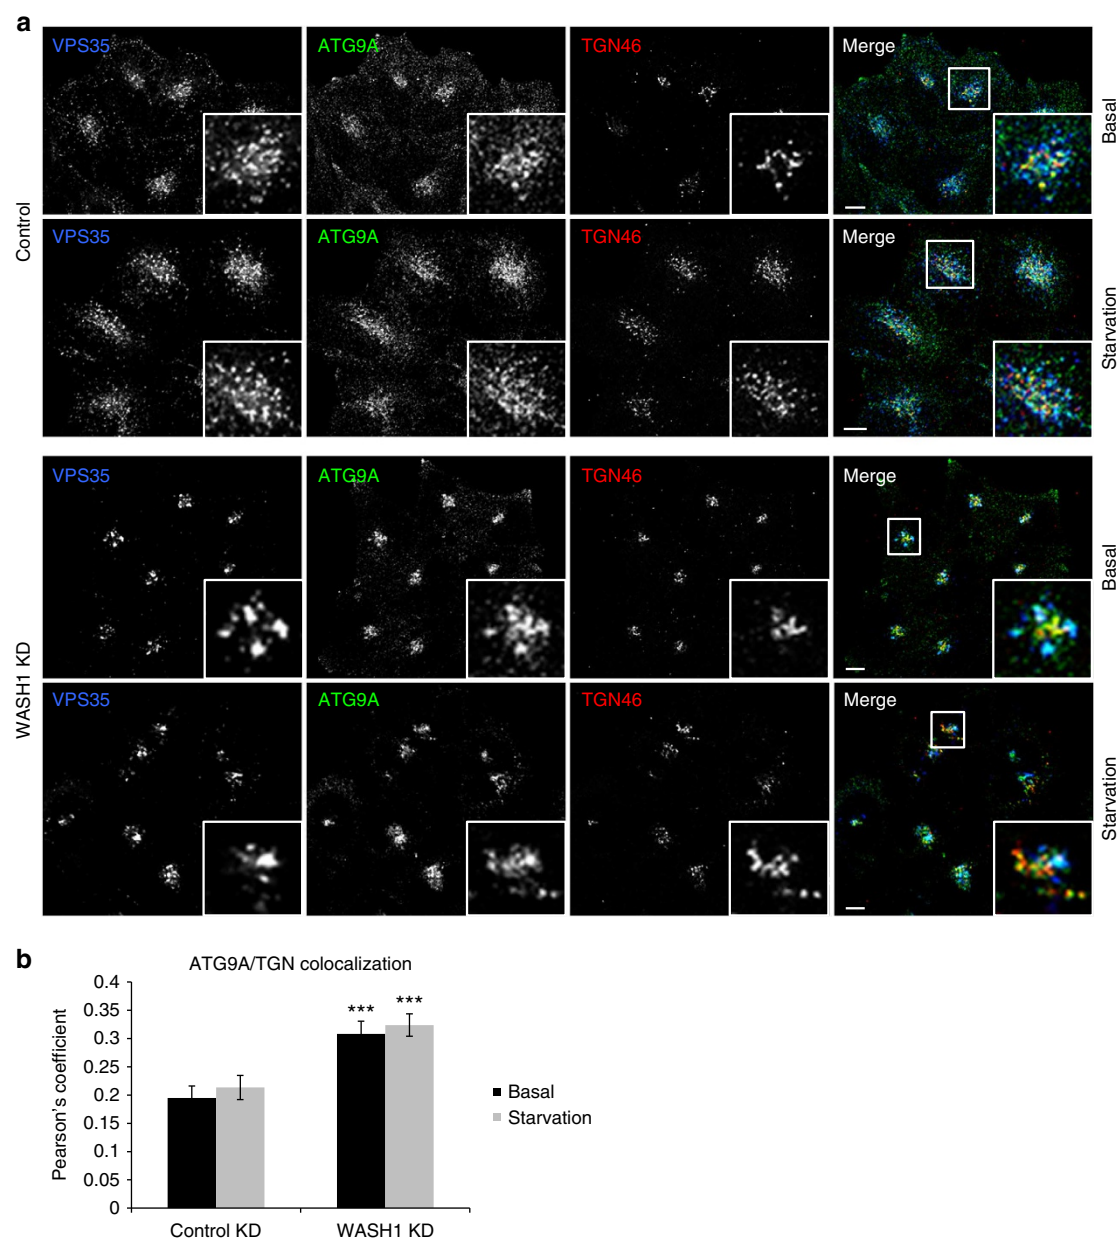 a
VPS35
ATG9A
TGN46
Merge
Basal
Control
VPS35
ATG9A
TGN46
Merge
Starvation
VPS35
ATG9A
TGN46
Merge
Basal
WASH1 KD
VPS35
ATG9A
TGN46
Merge
Starvation
b
ATG9A/TGN colocalization
Pearson's coefficient
0.4
0.35
0.3
0.25
0.2
0.15
0.1
0.05
0
*** ***
Basal
Starvation
Control KD
WASH1 KD